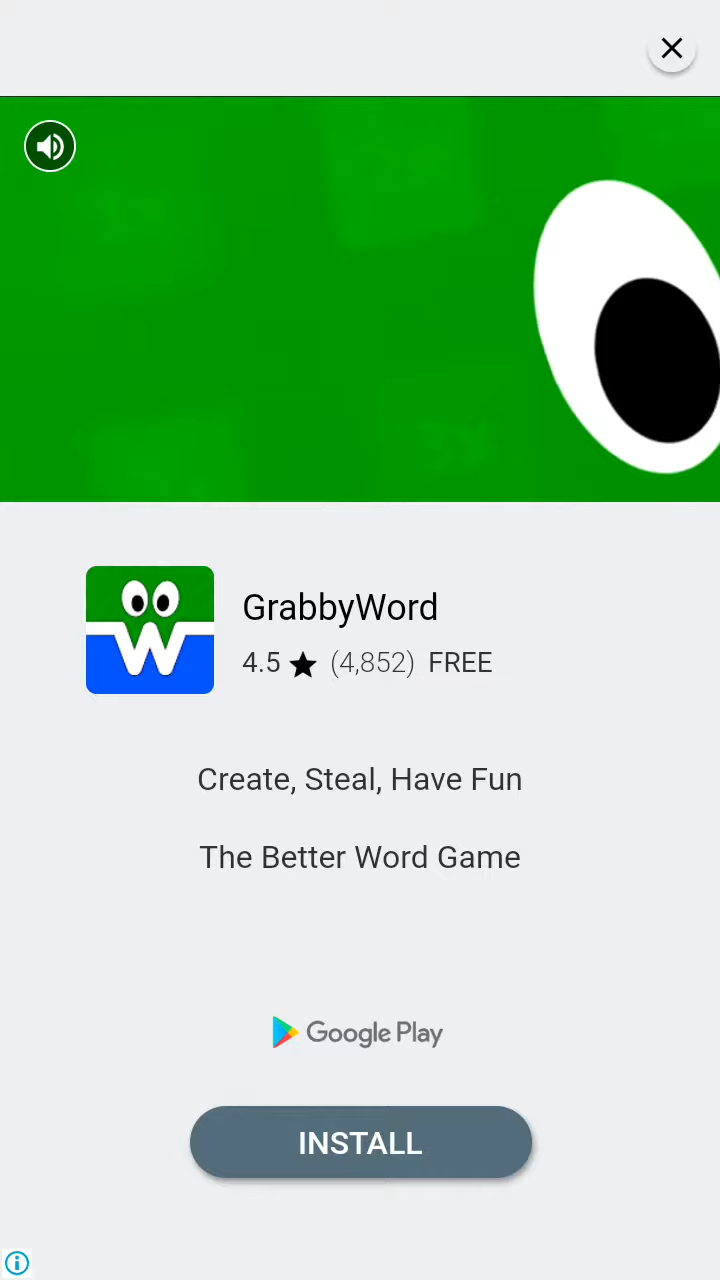 GrabbyWord
4.5 ★ (4,852) FREE
Create, Steal, Have Fun
The Better Word Game
Google Play
INSTALL